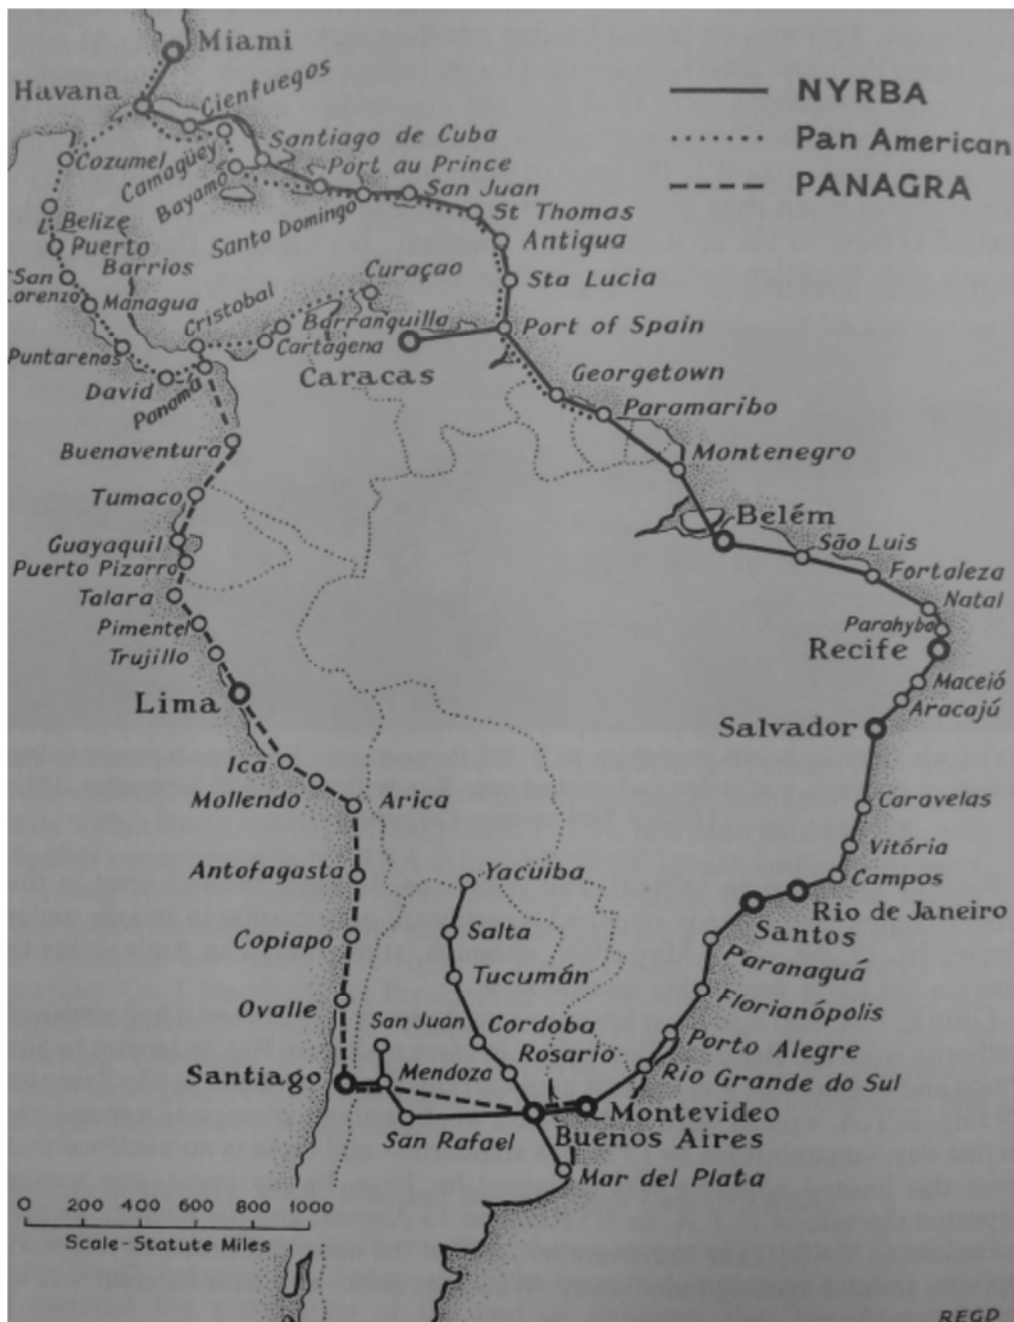 Miami
Havana
Cienfuegos
NYRBA
Pan American
PANAGRA
Cozumel
Camagüey
Bayamo
Santiago de Cuba
Port au Prince
San Juan
Santo Domingo
St Thomas
Belize
Puerto
Barrios
Antigua
San
Lorenzo
Managua
Cristobal
Curaçao
Sta Lucia
Barranquilla
Cartagena
Port of Spain
Puntarenas
David
Panama
Caracas
Georgetown
Paramaribo
Buenaventura
Montenegro
Tumaco
Belém
Guayaquil
Puerto Pizarro
São Luis
Fortaleza
Talara
Natal
Pimentel
Parahybo
Trujillo
Recife
Lima
Maceió
Aracajú
Salvador
Ica
Mollendo
Arica
Caravelas
Vitória
Antofagasta
Yacuiba
Campos
Rio de Janeiro
Copiapo
Salta
Santos
Tucumán
Paranaguá
Ovalle
Florianópolis
San Juan
Cordoba
Rosario
Porto Alegre
Santiago
Mendoza
Rio Grande do Sul
San Rafael
Montevideo
Buenos Aires
Mar del Plata
0 200 400 600 800 1000
Scale-Statute Miles
REGD